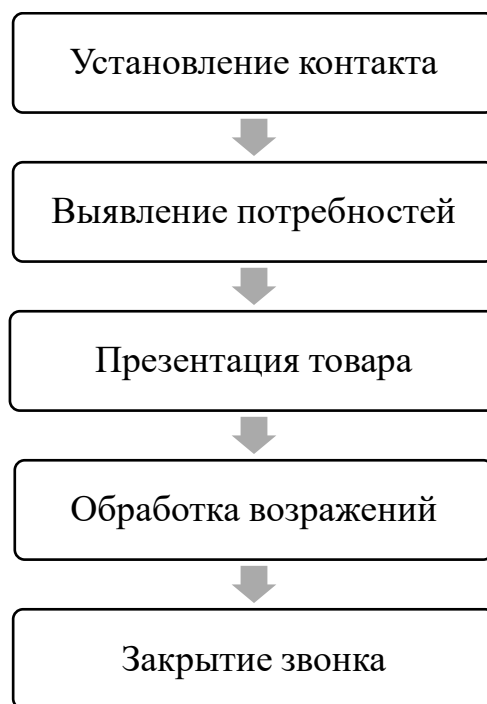 Установление контакта
Выявление потребностей
Презентация товара
Обработка возражений
Закрытие звонка